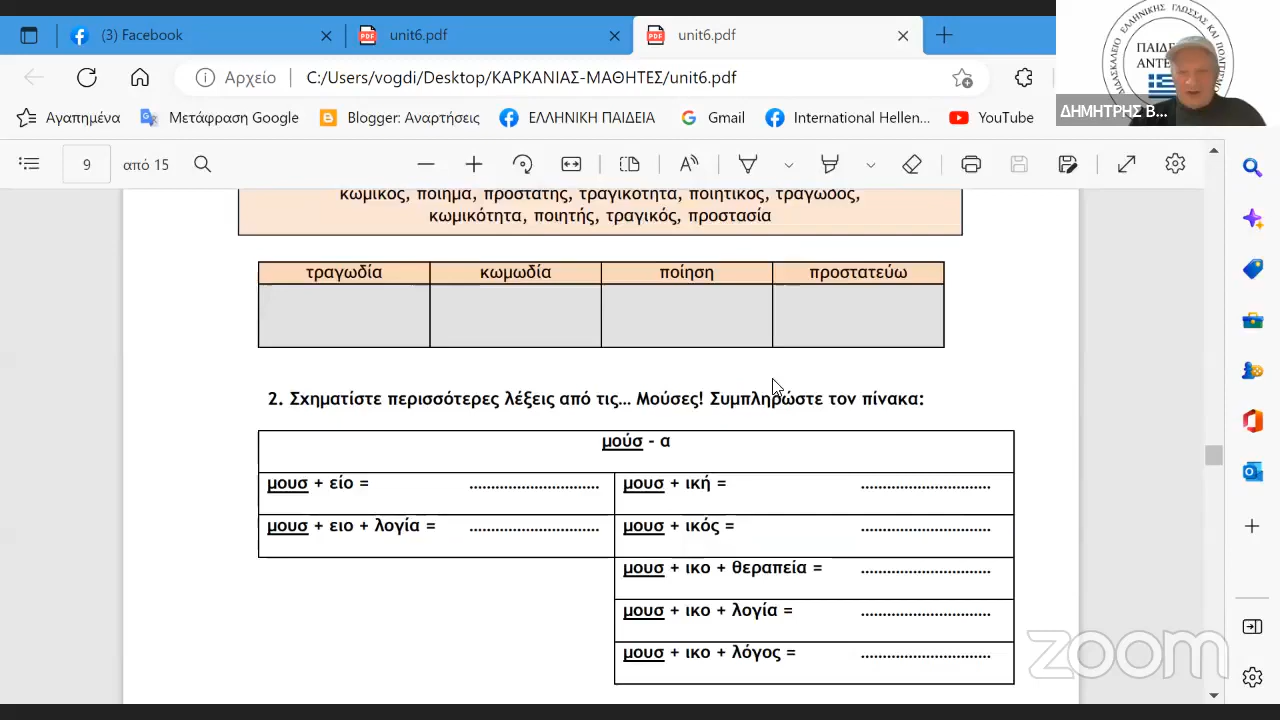 (3) Facebook
unit6.pdf
unit6.pdf
Αρχείο
C:/Users/vogdi/Desktop/ΚΑΡΚΑΝΙΑΣ-ΜΑΘΗΤΕΣ/unit6.pdf
ΔΗΜΗΤΡΗΣ Β...
Αγαπημένα
Μετάφραση Google
Blogger: Αναρτήσεις
ΕΛΛΗΝΙΚΗ ΠΑΙΔΕΙΑ
Gmail
International Hellen...
YouTube
9 από 15
κωμικός, ποίημα, προστάτης, τραγικότητα, ποιητικός, τραγωδός,
κωμικότητα, ποιητής, τραγικός, προστασία
τραγωδία κωμωδία ποίηση προστατεύω
2. Σχηματίστε περισσότερες λέξεις από τις… Μούσες! Συμπληρώστε τον πίνακα:
μούσ - α
μουσ + είο = ..............................
μουσ + ική = ..............................
μουσ + ειο + λογία = ..............................
μουσ + ικός = ..............................
μουσ + ικο + θεραπεία = ..............................
μουσ + ικο + λογία = ..............................
μουσ + ικο + λόγος = ..............................
zoom